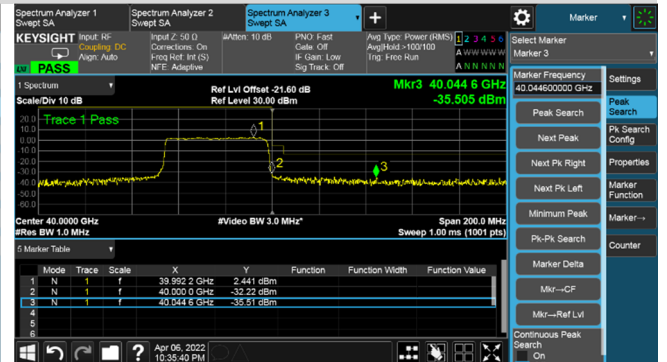 Spectrum Analyzer 1
Swept SA
Spectrum Analyzer 2
Swept SA
Spectrum Analyzer 3
Swept SA
+
Marker
KEYSIGHT
Input: RF
Coupling: DC
Align: Auto
Input Z: 50 Ω
Corrections: On
Freq Ref: Int (S)
NFE: Adaptive
#Atten: 10 dB
PNO: Fast
Gate: Off
IF Gain: Low
Sig Track: Off
Avg Type: Power (RMS)
Avg|Hold:>100/100
Trig: Free Run
1 2 3 4 5 6
A W W W W W
A N N N N N
PASS
Select Marker
Marker 3
1 Spectrum
Scale/Div 10 dB
Ref Lvl Offset -21.60 dB
Ref Level 30.00 dBm
Mkr3 40.044 6 GHz
-35.505 dBm
Trace 1 Pass
20.0
10.0
0.00
-10.0
-20.0
-30.0
-40.0
-50.0
-60.0
1
2
3
Center 40.0000 GHz
#Res BW 1.0 MHz
#Video BW 3.0 MHz*
Span 200.0 MHz
Sweep 1.00 ms (1001 pts)
5 Marker Table
Mode Trace Scale X Y Function Function Width Function Value
1 N 1 f 39.992 2 GHz 2.441 dBm
2 N 1 f 40.000 0 GHz -32.22 dBm
3 N 1 f 40.044 6 GHz -35.51 dBm
4
5
6
Marker Frequency
40.044600000 GHz
Peak Search
Next Peak
Next Pk Right
Next Pk Left
Minimum Peak
Pk-Pk Search
Marker Delta
Mkr→CF
Mkr→Ref Lvl
Continuous Peak
Search
On
Settings
Peak
Search
Pk Search
Config
Properties
Marker
Function
Marker→
Counter
?
Apr 06, 2022
10:35:40 PM